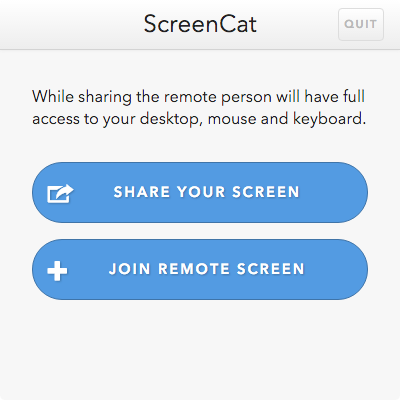 ScreenCat
QUIT
While sharing the remote person will have full
access to your desktop, mouse and keyboard.
SHARE YOUR SCREEN
JOIN REMOTE SCREEN